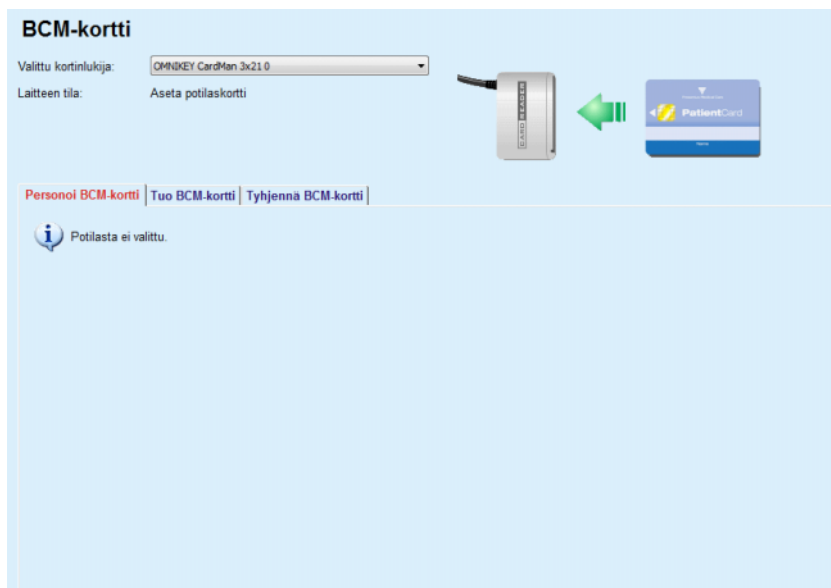 BCM-kortti
Valittu kortinlukija: OMNIKEY CardMan 3x21 0
Laitteen tila: Aseta potilaskortti
CARD READER
PatientCard
Name
Personoi BCM-kortti Tuo BCM-kortti Tyhjennä BCM-kortti
Potilasta ei valittu.